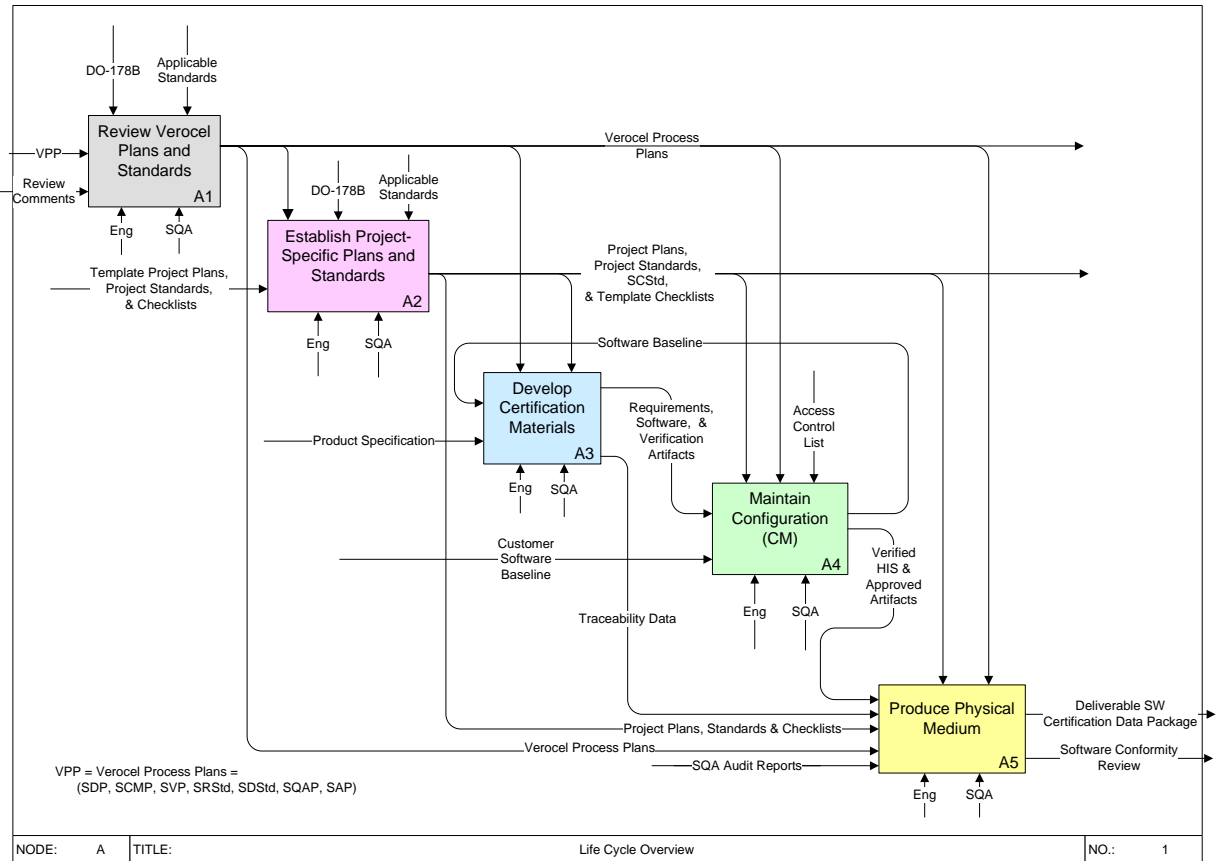 DO-178B
Applicable
Standards
Review Verocel
Plans and
Standards
A1
VPP
Review
Comments
Eng
SQA
Verocel Process
Plans
DO-178B
Applicable
Standards
Establish Project-
Specific Plans and
Standards
A2
Template Project Plans,
Project Standards,
& Checklists
Eng
SQA
Project Plans,
Project Standards,
SCStd,
& Template Checklists
Software Baseline
Develop
Certification
Materials
A3
Product Specification
Eng
SQA
Requirements,
Software, &
Verification
Artifacts
Access
Control
List
Maintain
Configuration
(CM)
A4
Customer
Software
Baseline
Eng
SQA
Verified
HIS &
Approved
Artifacts
Traceability Data
Produce Physical
Medium
A5
Project Plans, Standards & Checklists
Verocel Process Plans
SQA Audit Reports
Eng
SQA
Deliverable SW
Certification Data Package
Software Conformity
Review
VPP = Verocel Process Plans =
(SDP, SCMP, SVP, SRStd, SDStd, SQAP, SAP)
NODE: A TITLE: Life Cycle Overview NO.: 1